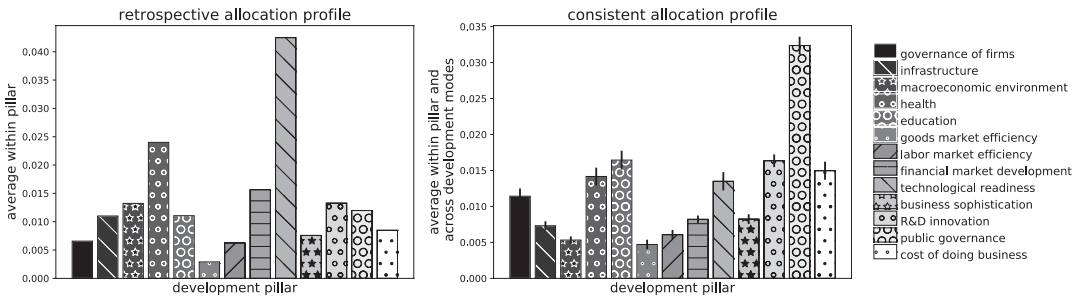 retrospective allocation profile
0.040
0.035
0.030
0.025
0.020
0.015
0.010
0.005
0.000
average within pillar
development pillar
consistent allocation profile
0.035
0.030
0.025
0.020
0.015
0.010
0.005
0.000
average within pillar and
across development modes
development pillar
governance of firms
infrastructure
macroeconomic environment
health
education
goods market efficiency
labor market efficiency
financial market development
technological readiness
business sophistication
R&D innovation
public governance
cost of doing business